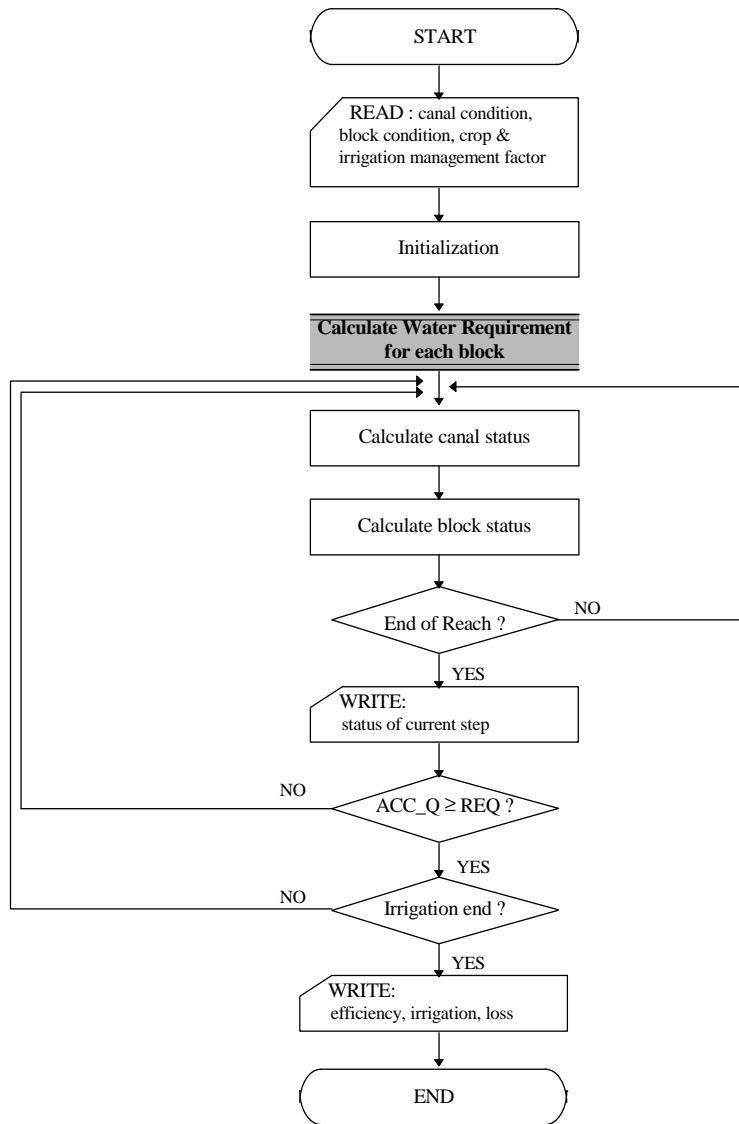 START
READ : canal condition,
block condition, crop &
irrigation management factor
Initialization
Calculate Water Requirement
for each block
Calculate canal status
Calculate block status
End of Reach ?
NO
YES
WRITE:
status of current step
NO
ACC_Q ≥ REQ ?
YES
NO
Irrigation end ?
YES
WRITE:
efficiency, irrigation, loss
END